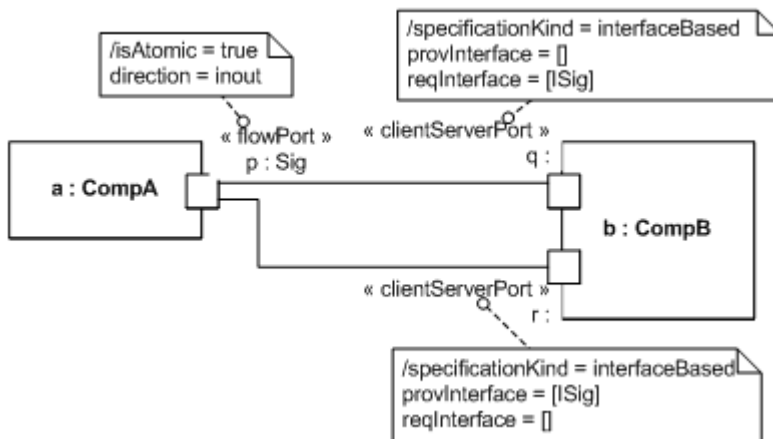 /isAtomic = true
direction = inout
/specificationKind = interfaceBased
provInterface = []
reqInterface = [ISig]
« flowPort »
p : Sig
« clientServerPort »
q :
a : CompA
b : CompB
« clientServerPort »
r :
/specificationKind = interfaceBased
provInterface = [ISig]
reqInterface = []